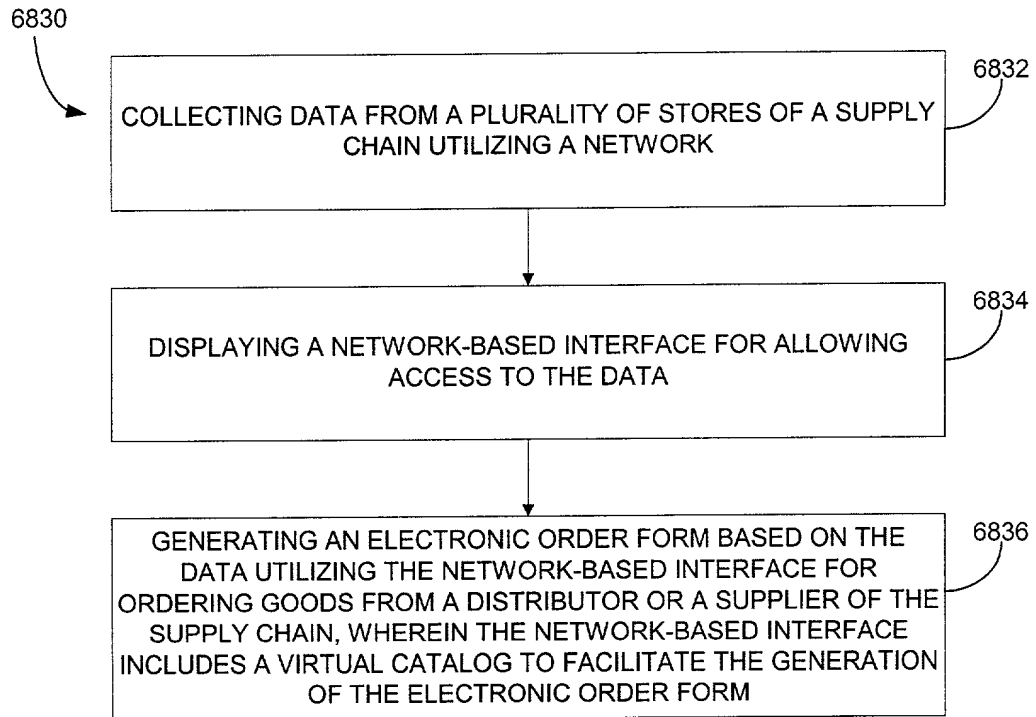 6830
6832
COLLECTING DATA FROM A PLURALITY OF STORES OF A SUPPLY
CHAIN UTILIZING A NETWORK
6834
DISPLAYING A NETWORK-BASED INTERFACE FOR ALLOWING
ACCESS TO THE DATA
6836
GENERATING AN ELECTRONIC ORDER FORM BASED ON THE
DATA UTILIZING THE NETWORK-BASED INTERFACE FOR
ORDERING GOODS FROM A DISTRIBUTOR OR A SUPPLIER OF THE
SUPPLY CHAIN, WHEREIN THE NETWORK-BASED INTERFACE
INCLUDES A VIRTUAL CATALOG TO FACILITATE THE GENERATION
OF THE ELECTRONIC ORDER FORM